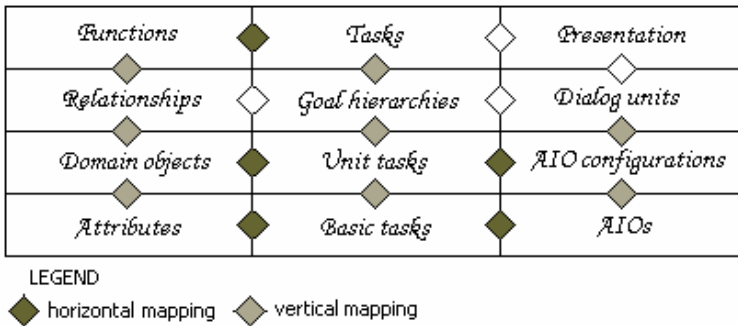 Functions Tasks Presentation
Relationships Goal hierarchies Dialog units
Domain objects Unit tasks AIO configurations
Attributes Basic tasks AIOs
LEGEND
horizontal mapping vertical mapping